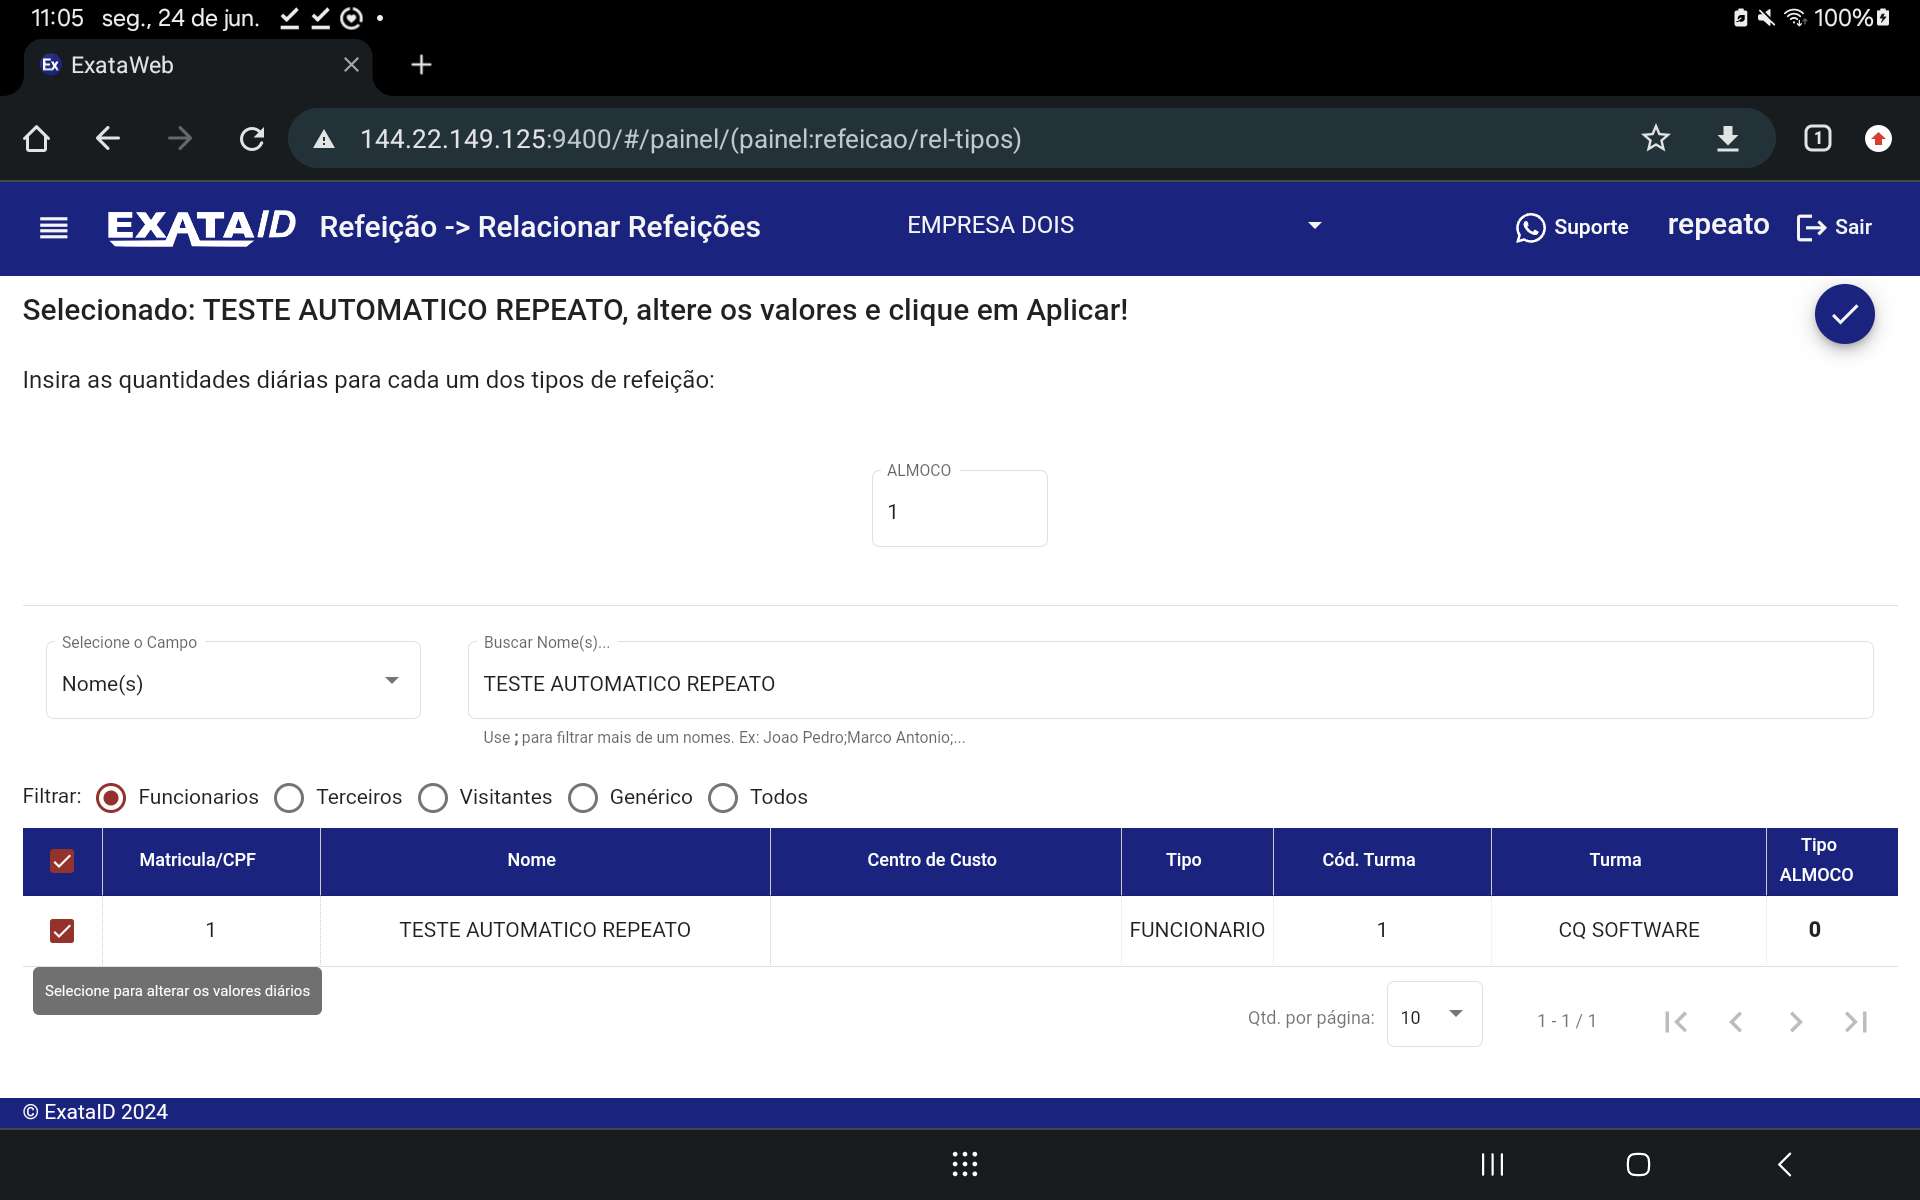 11:05 seg., 24 de jun.
100%
Ex ExataWeb
144.22.149.125:9400/#/painel/(painel:refeicao/rel-tipos)
1
EXATAID Refeição -> Relacionar Refeições
EMPRESA DOIS
Suporte
repeato
Sair
Selecionado: TESTE AUTOMATICO REPEATO, altere os valores e clique em Aplicar!
Insira as quantidades diárias para cada um dos tipos de refeição:
ALMOCO
1
Selecione o Campo
Nome(s)
Buscar Nome(s)...
TESTE AUTOMATICO REPEATO
Use ; para filtrar mais de um nomes. Ex: Joao Pedro;Marco Antonio;...
Filtrar: Funcionarios Terceiros Visitantes Genérico Todos
Matricula/CPF Nome Centro de Custo Tipo Cód. Turma Turma Tipo ALMOCO
1 TESTE AUTOMATICO REPEATO FUNCIONARIO 1 CQ SOFTWARE 0
Selecione para alterar os valores diários
Qtd. por página: 10 1 - 1 / 1
© ExataID 2024